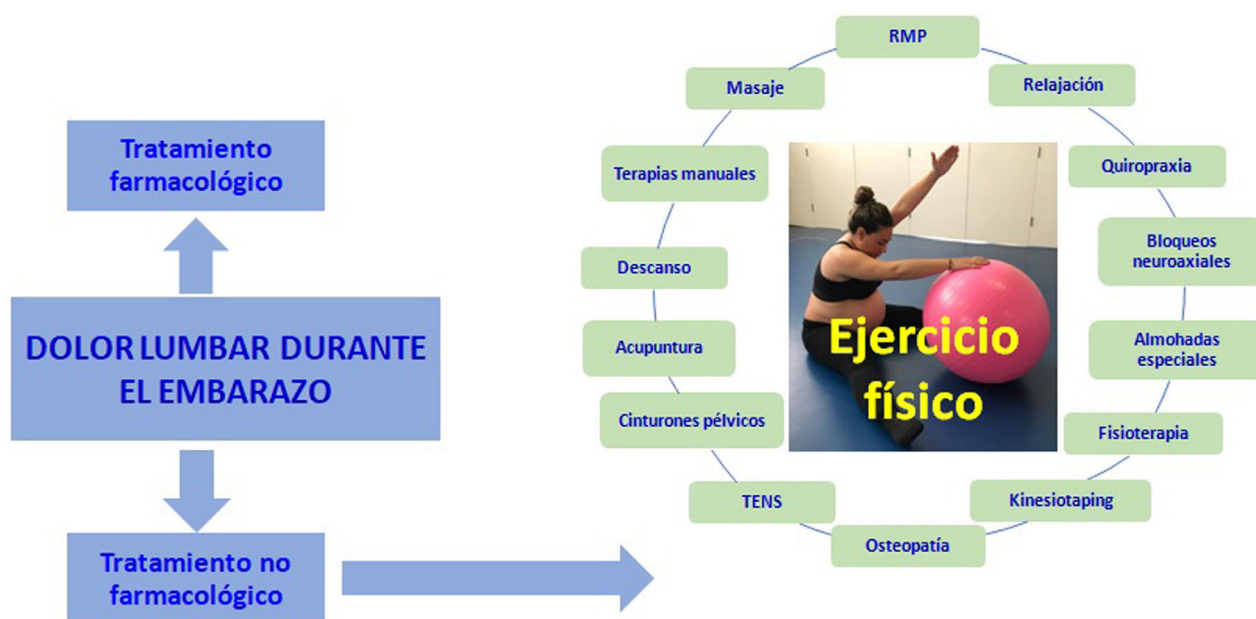 Tratamiento
farmacológico
DOLOR LUMBAR DURANTE
EL EMBARAZO
Tratamiento no
farmacológico
RMP
Relajación
Quiropraxia
Bloqueos
neuroaxiales
Almohadas
especiales
Fisioterapia
Kinesiotaping
Osteopatía
TENS
Cinturones pélvicos
Acupuntura
Descanso
Terapias manuales
Masaje
Ejercicio
físico